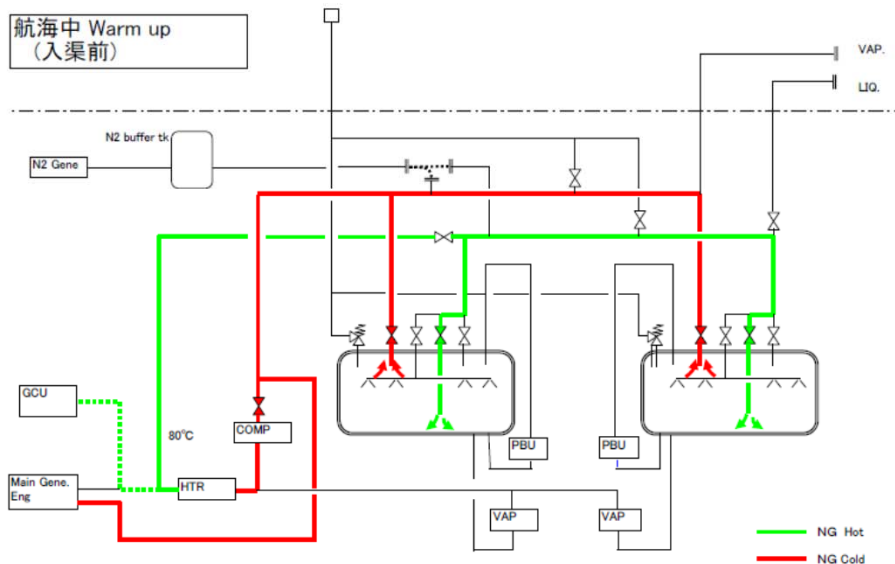 航海中 Warm up
（入渠前）
VAP.
LIQ.
N2 buffer tk
N2 Gene
GCU
80℃
COMP
Main Gene.
Eng
HTR
PBU
PBU
VAP
VAP
NG Hot
NG Cold